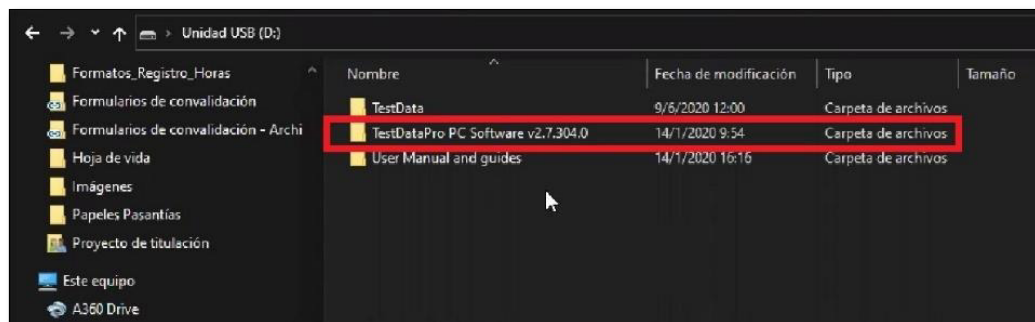 Unidad USB (D:)
Formatos_Registro_Horas
Formularios de convalidación
Formularios de convalidación - Archi
Hoja de vida
Imágenes
Papeles Pasantías
Proyecto de titulación
Este equipo
A360 Drive
Nombre Fecha de modificación Tipo Tamaño
TestData 9/6/2020 12:00 Carpeta de archivos
TestDataPro PC Software v2.7.304.0 14/1/2020 9:54 Carpeta de archivos
User Manual and guides 14/1/2020 16:16 Carpeta de archivos